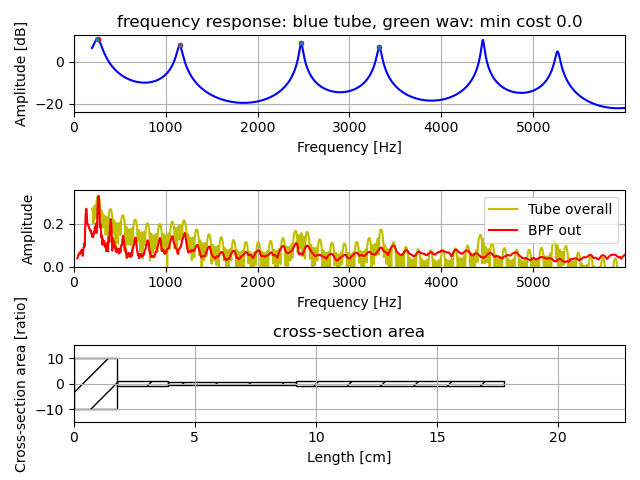 frequency response: blue tube, green wav: min cost 0.0
Amplitude [dB]
0
−20
0 1000 2000 3000 4000 5000
Frequency [Hz]
Amplitude
0.2
0.0
Tube overall
BPF out
0 1000 2000 3000 4000 5000
Frequency [Hz]
cross-section area
Cross-section area [ratio]
10
0
−10
0 5 10 15 20
Length [cm]